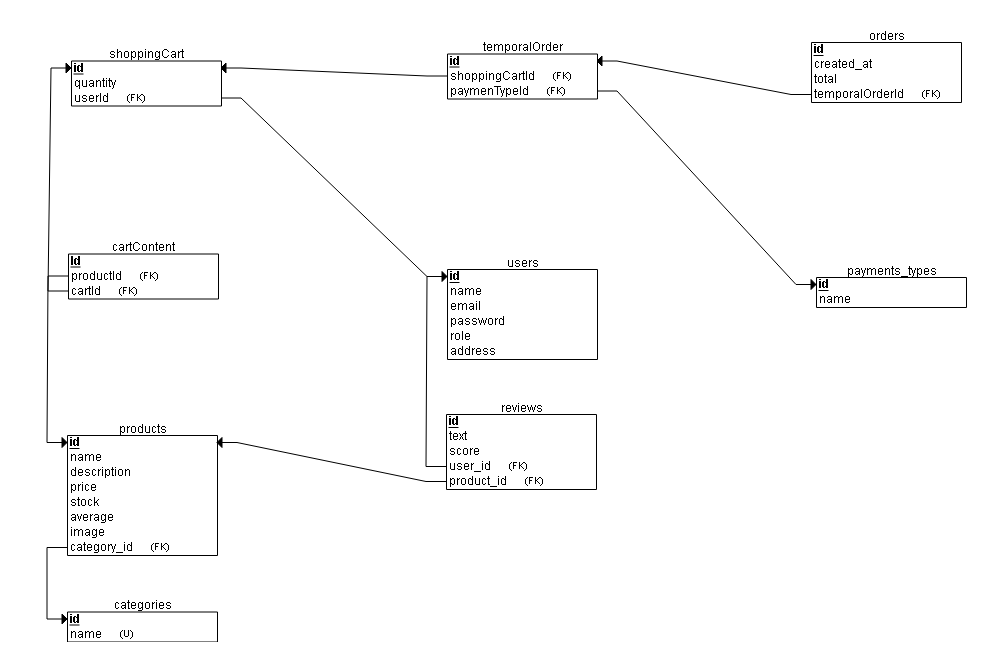 shoppingCart
id
quantity
userId (FK)
temporalOrder
id
shoppingCartId (FK)
paymenTypeId (FK)
orders
id
created_at
total
temporalOrderId (FK)
cartContent
Id
productId (FK)
cartId (FK)
users
id
name
email
password
role
address
payments_types
id
name
products
id
name
description
price
stock
average
image
category_id (FK)
reviews
id
text
score
user_id (FK)
product_id (FK)
categories
id
name (U)